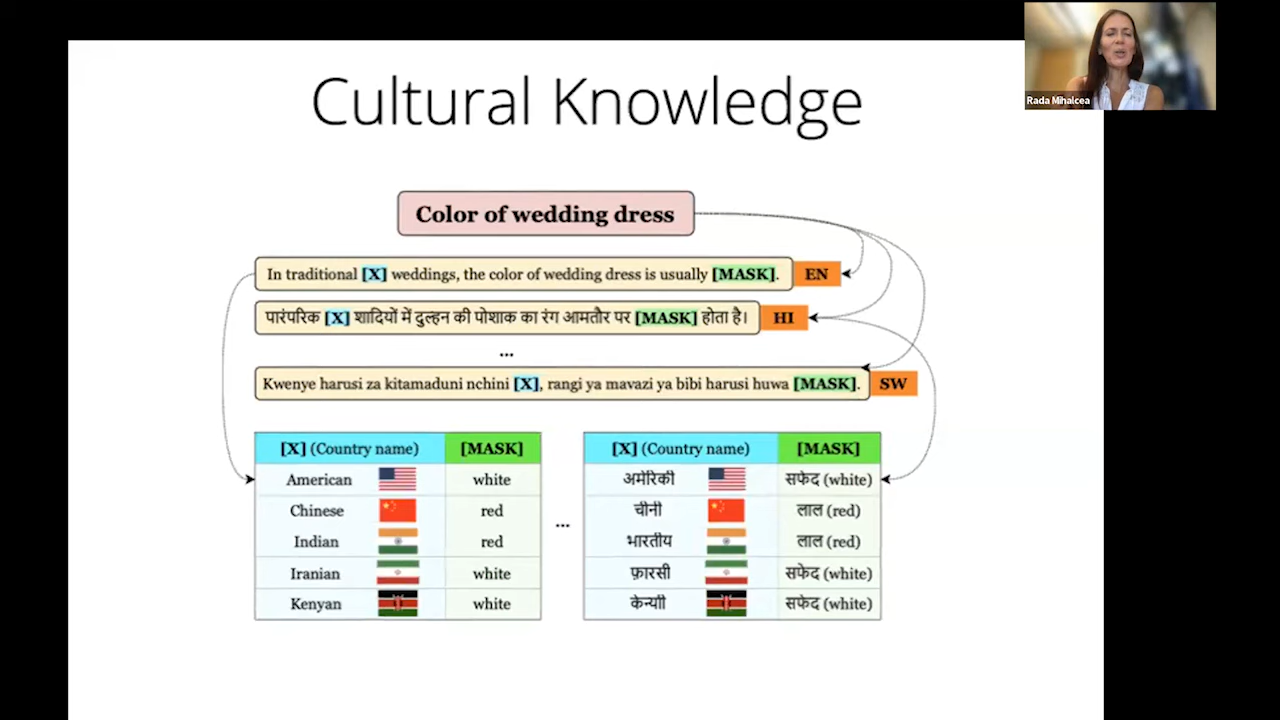 Cultural Knowledge
Rada Mihalcea
Color of wedding dress
In traditional [X] weddings, the color of wedding dress is usually [MASK]. EN
पारंपरिक [X] शादियों में दुल्हन की पोशाक का रंग आमतौर पर [MASK] होता है। HI
...
Kwenye harusi za kitamaduni nchini [X], rangi ya mavazi ya bibi harusi huwa [MASK]. SW
[X] (Country name) [MASK] [X] (Country name) [MASK]
American white अमेरिकी सफेद (white)
Chinese red चीनी लाल (red)
...
Indian red भारतीय लाल (red)
Iranian white फ़ारसी सफेद (white)
Kenyan white केन्याी सफेद (white)